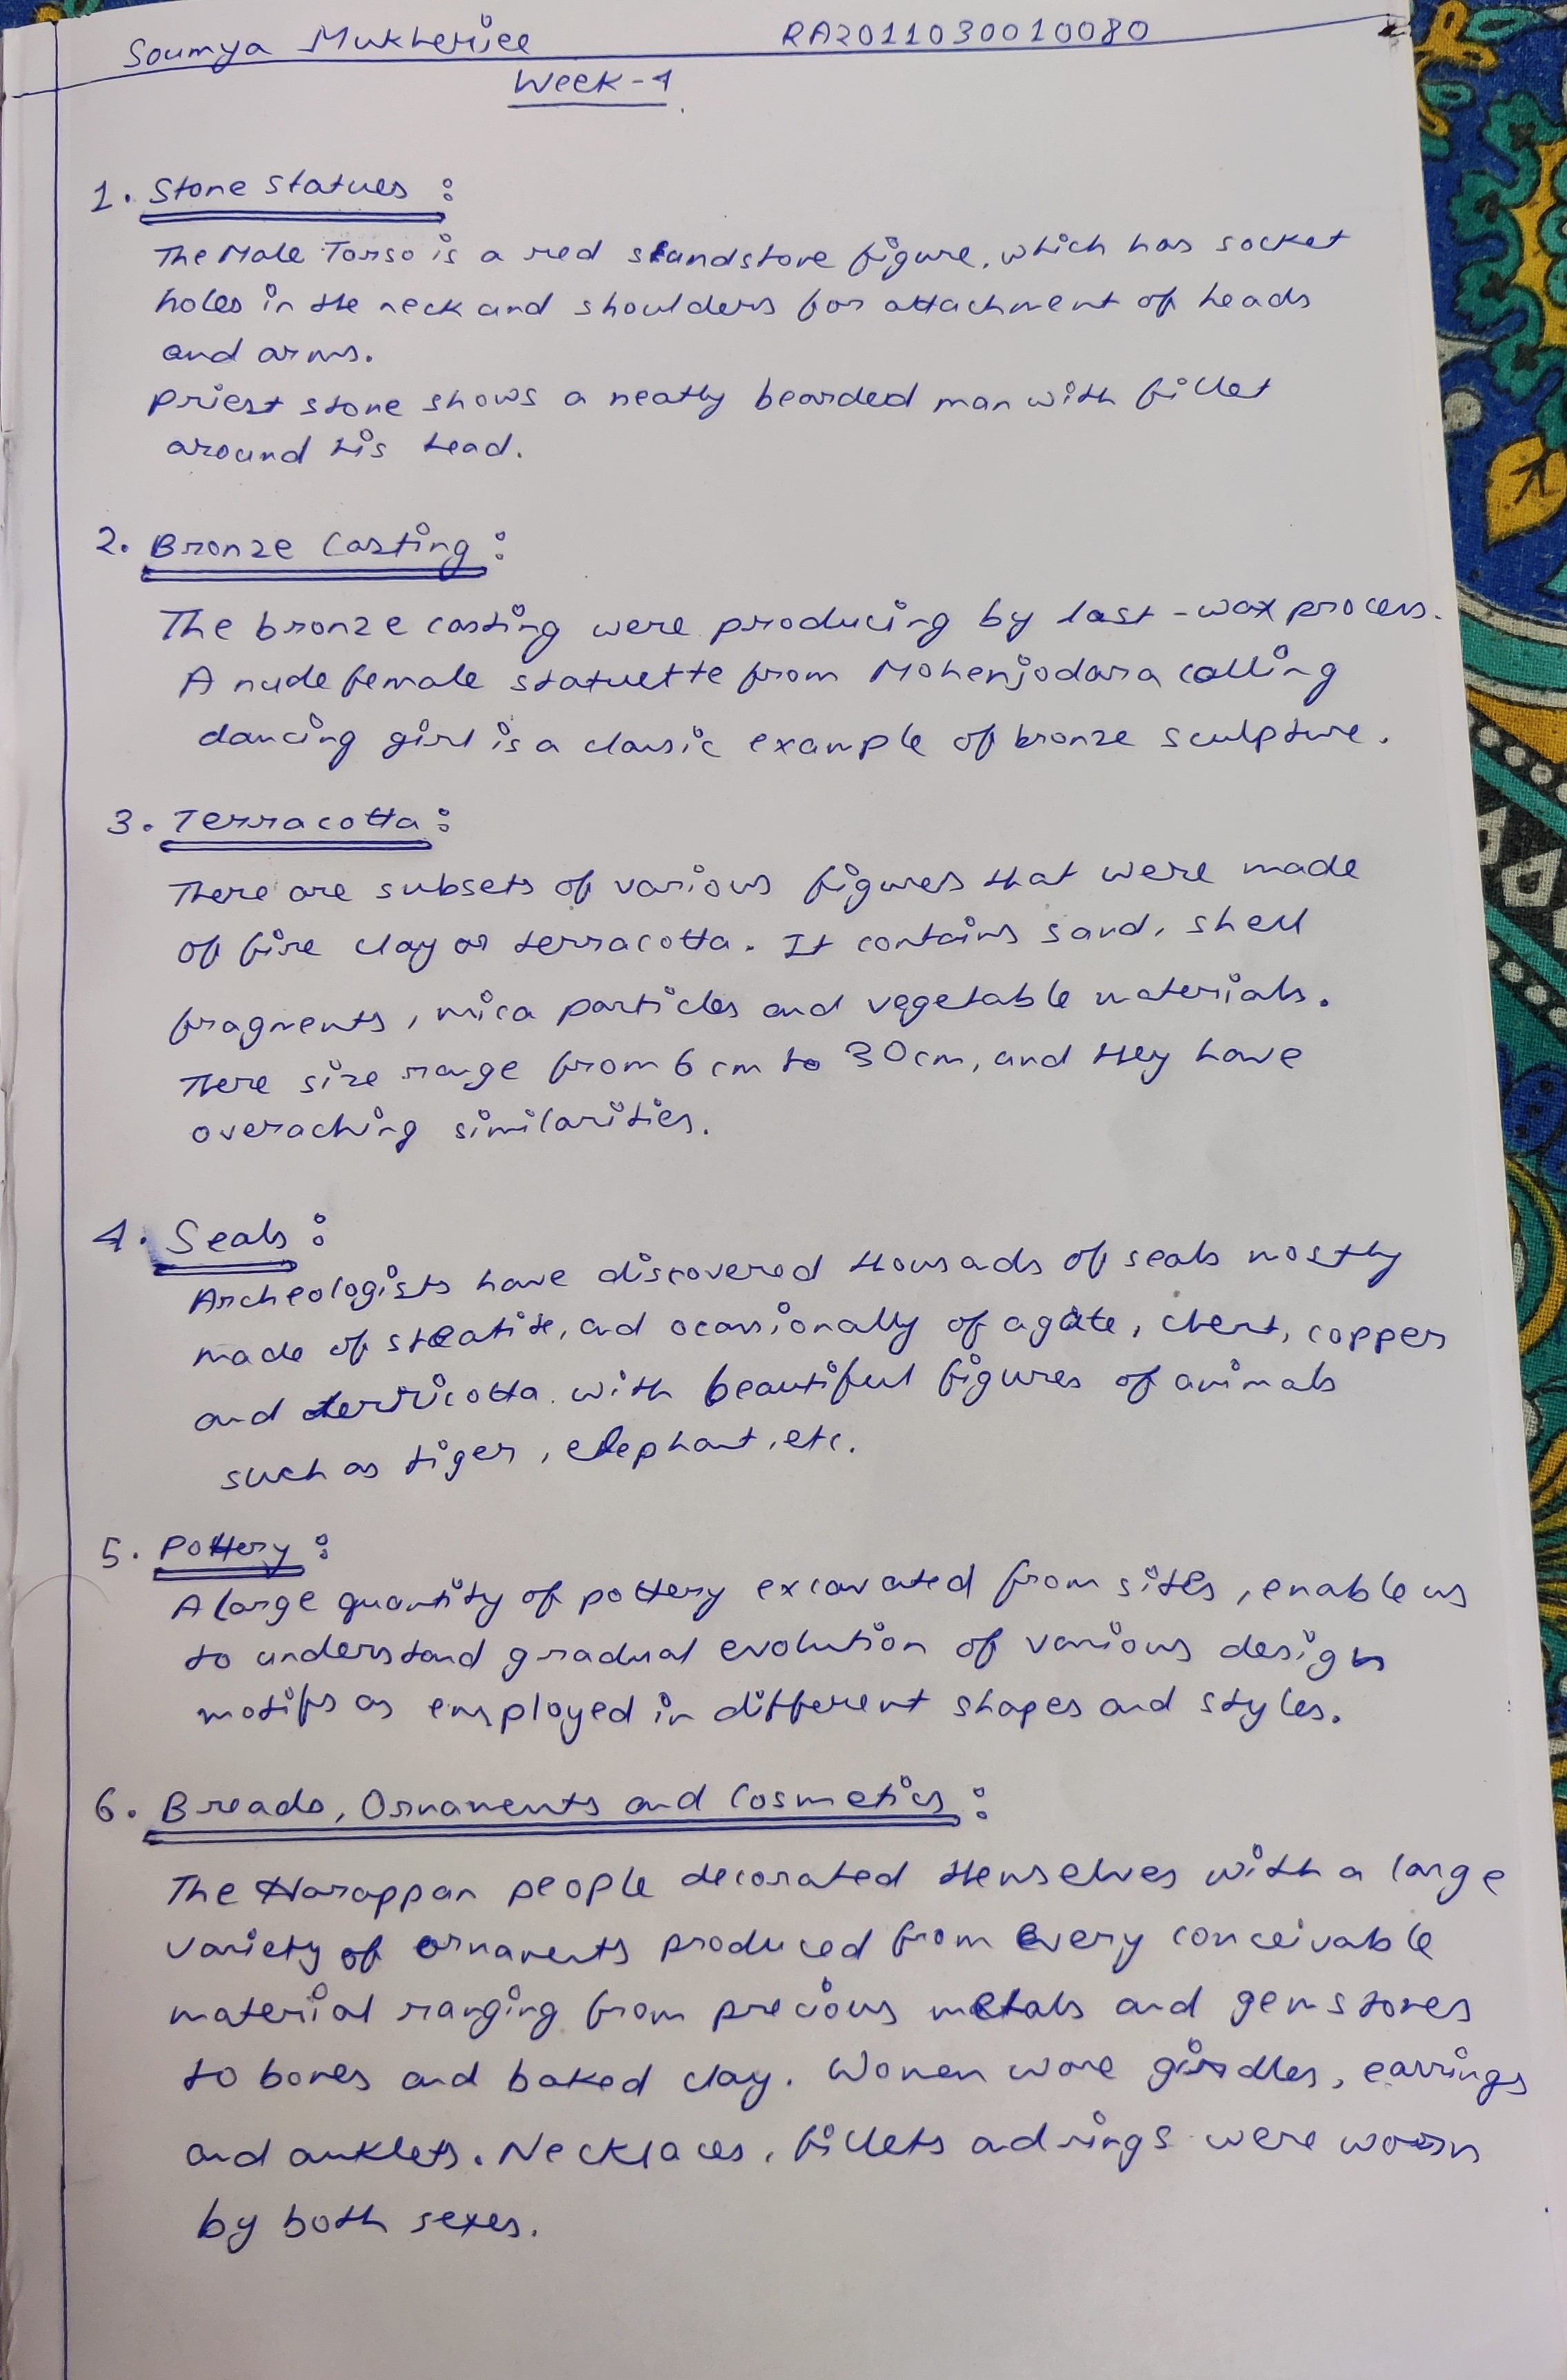 Soumya Mukherjee RA2011030010080
Week-1
1. Stone Statues :
The Male Torso is a red standstone figure, which has socket
holes in the neck and shoulders for attachment of heads
and arms.
Priest stone shows a neatly bearded man with fillet
around his head.
2. Bronze Casting :
The bronze casting were producing by last-wax process.
A nude female statuette from Mohenjodara calling
dancing girl is a classic example of bronze sculpture.
3. Terracotta :
There are subsets of various figures that were made
of fire clay or terracotta. It contains sand, shell
fragments, mica particles and vegetable materials.
There size range from 6 cm to 30cm, and they have
overaching similarities.
4. Seals :
Archeologists have discovered thousads of seals mostly
made of steatite, and ocassionally of agate, chert, copper
and terricotta with beautiful figures of animals
such as tiger, elephant, etc.
5. Pottery :
A large quantity of pottery excavated from sites, enable us
to understand gradual evolution of various design
motifs as employed in different shapes and styles.
6. Breads, Ornaments and Cosmetics :
The Harappan people decorated themselves with a large
variety of ornaments produced from every conceivable
material ranging from precious metals and gemstones
to bones and baked clay. Women wore girdles, earrings
and anklets. Necklaces, fillets and rings were worn
by both sexes.